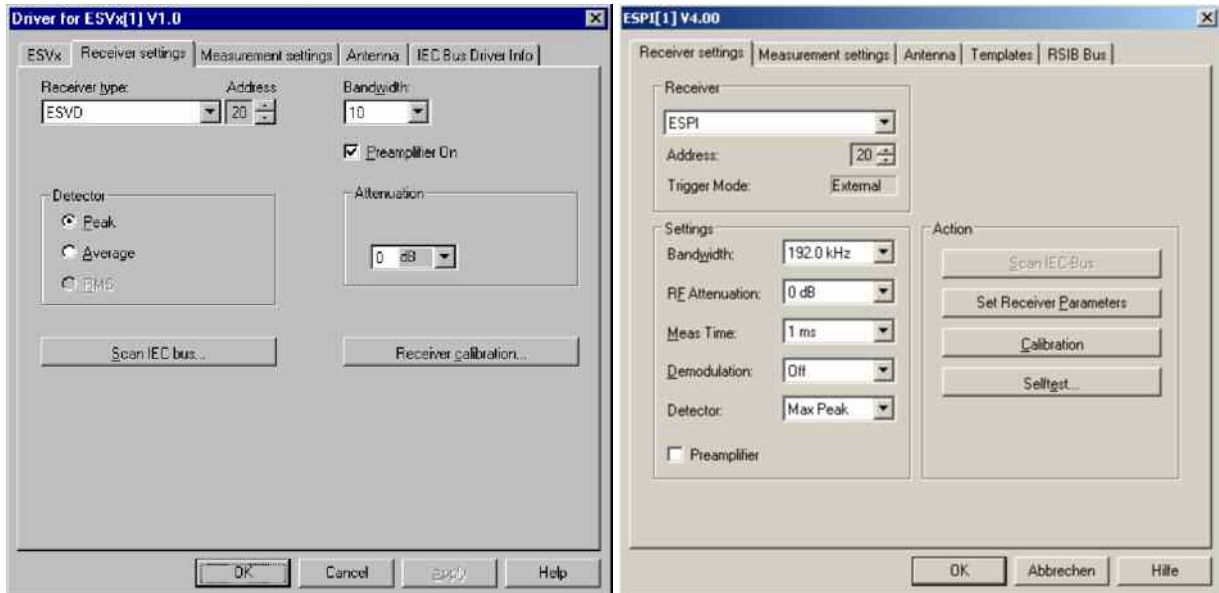 Driver for ESVx[1] V1.0
ESVx Receiver settings Measurement settings Antenna IEC Bus Driver Info
Receiver type: Address Bandwidth:
ESVD 20 10
Preamplifier On
Detector Attenuation
Peak
Average 0 dB
RMS
Scan IEC bus... Receiver calibration...
OK Cancel Apply Help
ESPI[1] V4.00
Receiver settings Measurement settings Antenna Templates RSIB Bus
Receiver
ESPI
Address: 20
Trigger Mode: External
Settings Action
Bandwidth: 192.0 kHz Scan IEC-Bus
RF Attenuation: 0 dB Set Receiver Parameters
Meas Time: 1 ms Calibration
Demodulation: Off Selftest...
Detector: Max Peak
Preamplifier
OK Abbrechen Hilfe